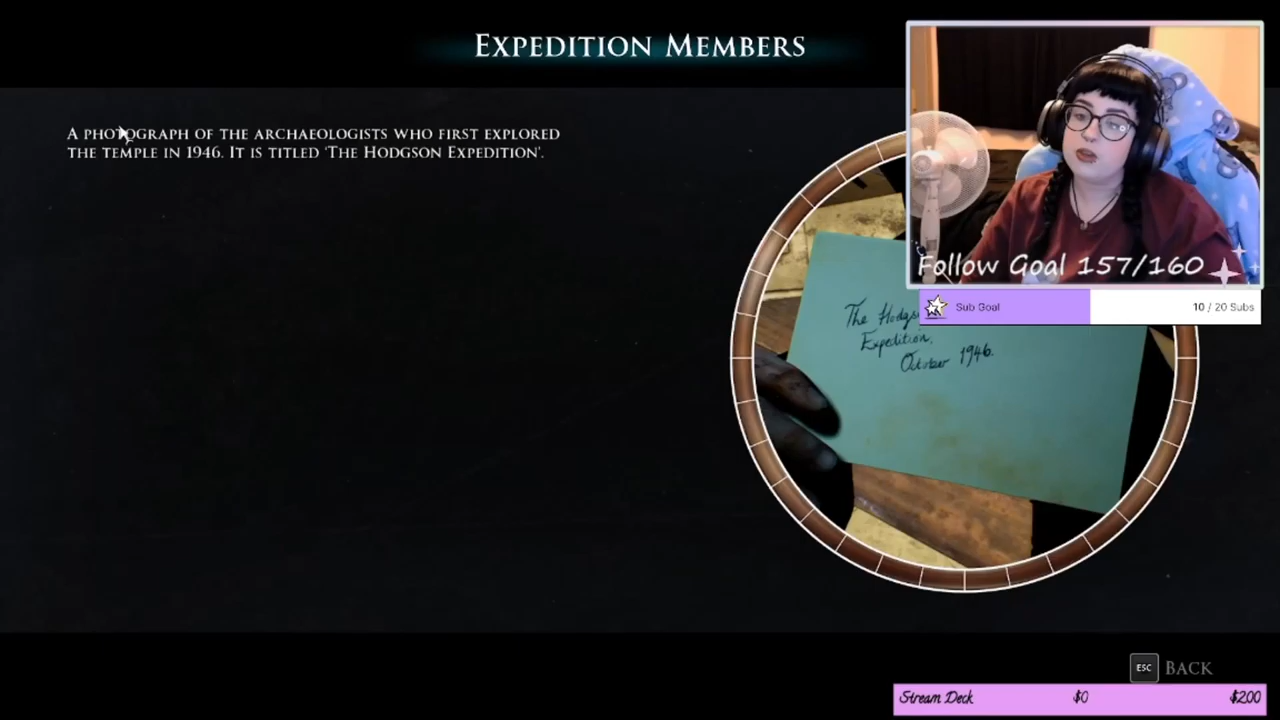 Expedition Members
A photograph of the archaeologists who first explored
the temple in 1946. It is titled 'The Hodgson Expedition'.
The Hodgs
Expedition.
October 1946.
Follow Goal 157/160
Sub Goal 10 / 20 Subs
ESC Back
Stream Deck $0 $200